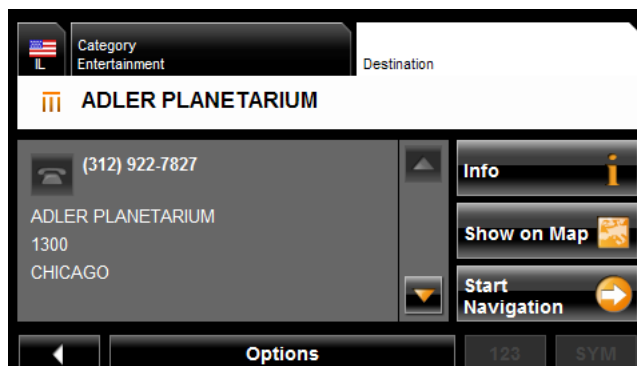 IL
Category
Entertainment
Destination
ADLER PLANETARIUM
(312) 922-7827
ADLER PLANETARIUM
1300
CHICAGO
Info
Show on Map
Start
Navigation
Options
123
SYM